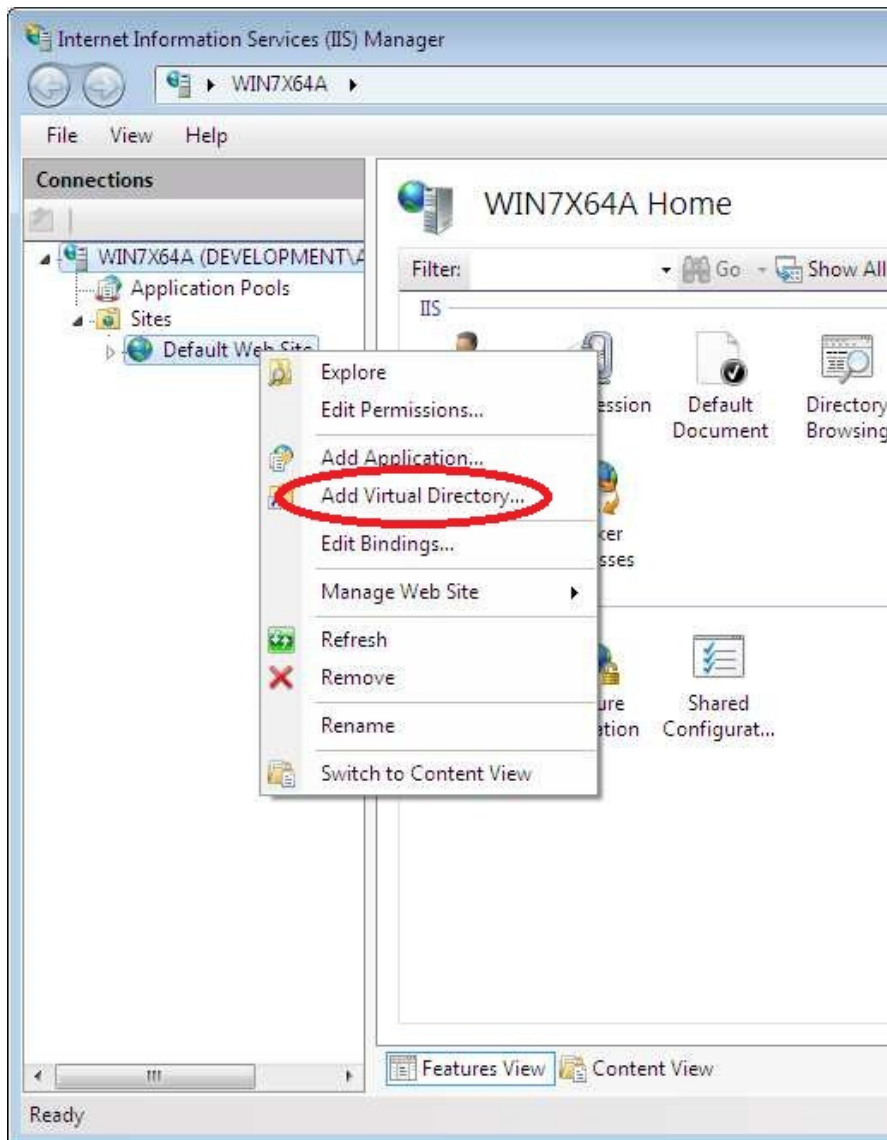 Internet Information Services (IIS) Manager
WIN7X64A
File View Help
Connections
WIN7X64A (DEVELOPMENT\A
Application Pools
Sites
Default Web Site
WIN7X64A Home
Filter: Go Show All
IIS
ession
Default
Document
Directory
Browsing
cer
sses
ure
ation
Shared
Configurat...
Explore
Edit Permissions...
Add Application...
Add Virtual Directory...
Edit Bindings...
Manage Web Site
Refresh
Remove
Rename
Switch to Content View
Features View Content View
Ready